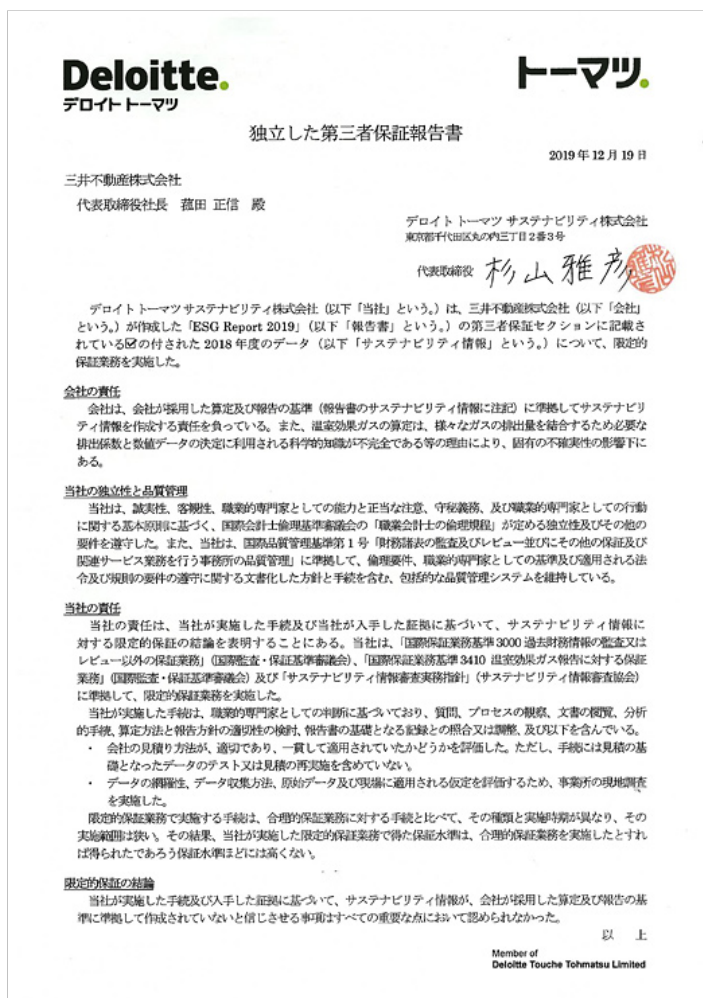 Deloitte.
デロイト トーマツ
トーマツ.
独立した第三者保証報告書
2019年12月19日
三井不動産株式会社
代表取締役社長 菰田 正信 殿
デロイト トーマツ サステナビリティ株式会社
東京都千代田区丸の内三丁目2番3号
代表取締役 杉山雅彦
デロイト トーマツ サステナビリティ株式会社（以下「当社」という。）は、三井不動産株式会社（以下「会社」
という。）が作成した「ESG Report 2019」（以下「報告書」という。）の第三者保証セクションに記載さ
れている☑の付された2018年度のデータ（以下「サステナビリティ情報」という。）について、限定的
保証業務を実施した。
会社の責任
会社は、会社が採用した算定及び報告の基準（報告書のサステナビリティ情報に注記）に準拠してサステナビリ
ティ情報を作成する責任を負っている。また、温室効果ガスの算定は、様々なガスの排出量を結合するため必要な
排出係数と数値データの決定に利用される科学的知識が不完全である等の理由により、固有の不確実性の影響下に
ある。
当社の独立性と品質管理
当社は、誠実性、客観性、職業的専門家としての能力と正当な注意、守秘義務、及び職業的専門家としての行動
に関する基本原則に基づく、国際会計士倫理基準審議会の「職業会計士の倫理規程」が定める独立性及びその他の
要件を遵守した。また、当社は、国際品質管理基準第1号「財務諸表の監査及びレビュー並びにその他の保証及び
関連サービス業務を行う事務所の品質管理」に準拠して、倫理要件、職業的専門家としての基準及び適用される法
令及び規則の要件の遵守に関する文書化した方針と手続を含む、包括的な品質管理システムを維持している。
当社の責任
当社の責任は、当社が実施した手続及び当社が入手した証拠に基づいて、サステナビリティ情報に
対する限定的保証の結論を表明することにある。当社は、「国際保証業務基準3000 過去財務情報の監査又は
レビュー以外の保証業務」（国際監査・保証基準審議会）、「国際保証業務基準3410 温室効果ガス報告に対する保証
業務」（国際監査・保証基準審議会）及び「サステナビリティ情報審査実務指針」（サステナビリティ情報審査協会）
に準拠して、限定的保証業務を実施した。
当社が実施した手続は、職業的専門家としての判断に基づいており、質問、プロセスの観察、文書の閲覧、分析
的手続、算定方法と報告方針の適切性の検討、報告書の基礎となる記録との照合又は調整、及び以下を含んでいる。
・ 会社の見積り方法が、適切であり、一貫して適用されていたかどうかを評価した。ただし、手続には見積の基
礎となったデータのテスト又は見積の再実施を含めていない。
・ データの網羅性、データ収集方法、原始データ及び現場に適用される仮定を評価するため、事業所の現地調査
を実施した。
限定的保証業務で実施する手続は、合理的保証業務に対する手続と比べて、その種類と実施時期が異なり、その
実施範囲は狭い。その結果、当社が実施した限定的保証業務で得た保証水準は、合理的保証業務を実施したとすれ
ば得られたであろう保証水準ほどには高くない。
限定的保証の結論
当社が実施した手続及び入手した証拠に基づいて、サステナビリティ情報が、会社が採用した算定及び報告の基
準に準拠して作成されていないと信じさせる事項はすべての重要な点において認められなかった。
以 上
Member of
Deloitte Touche Tohmatsu Limited